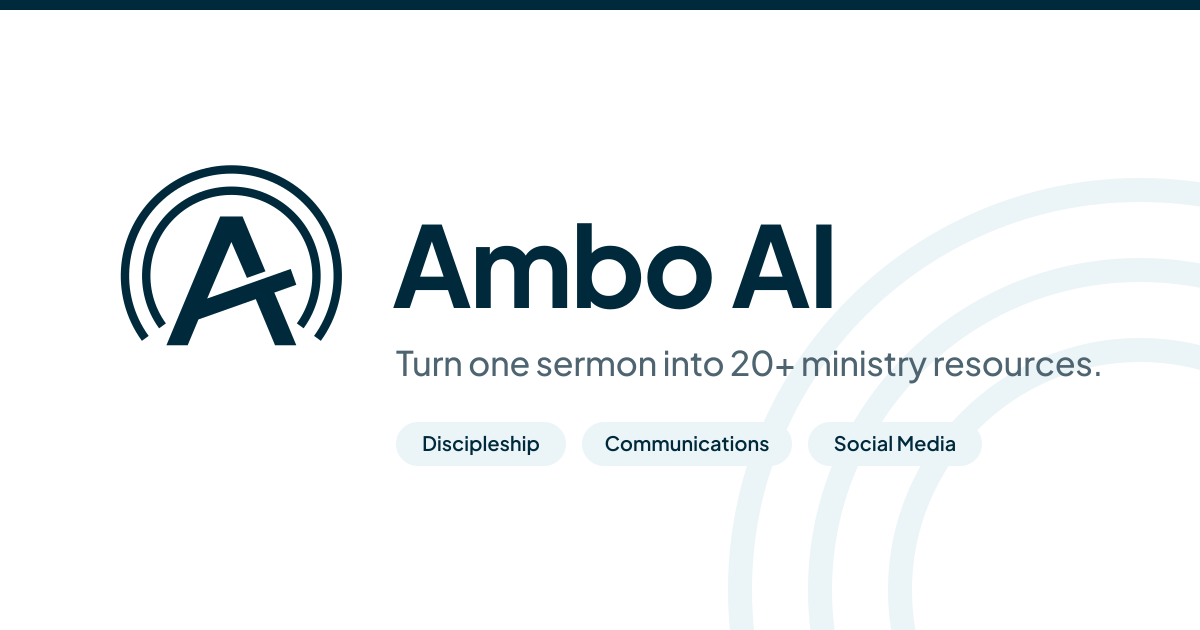 Ambo AI
Turn one sermon into 20+ ministry resources.
Discipleship Communications Social Media